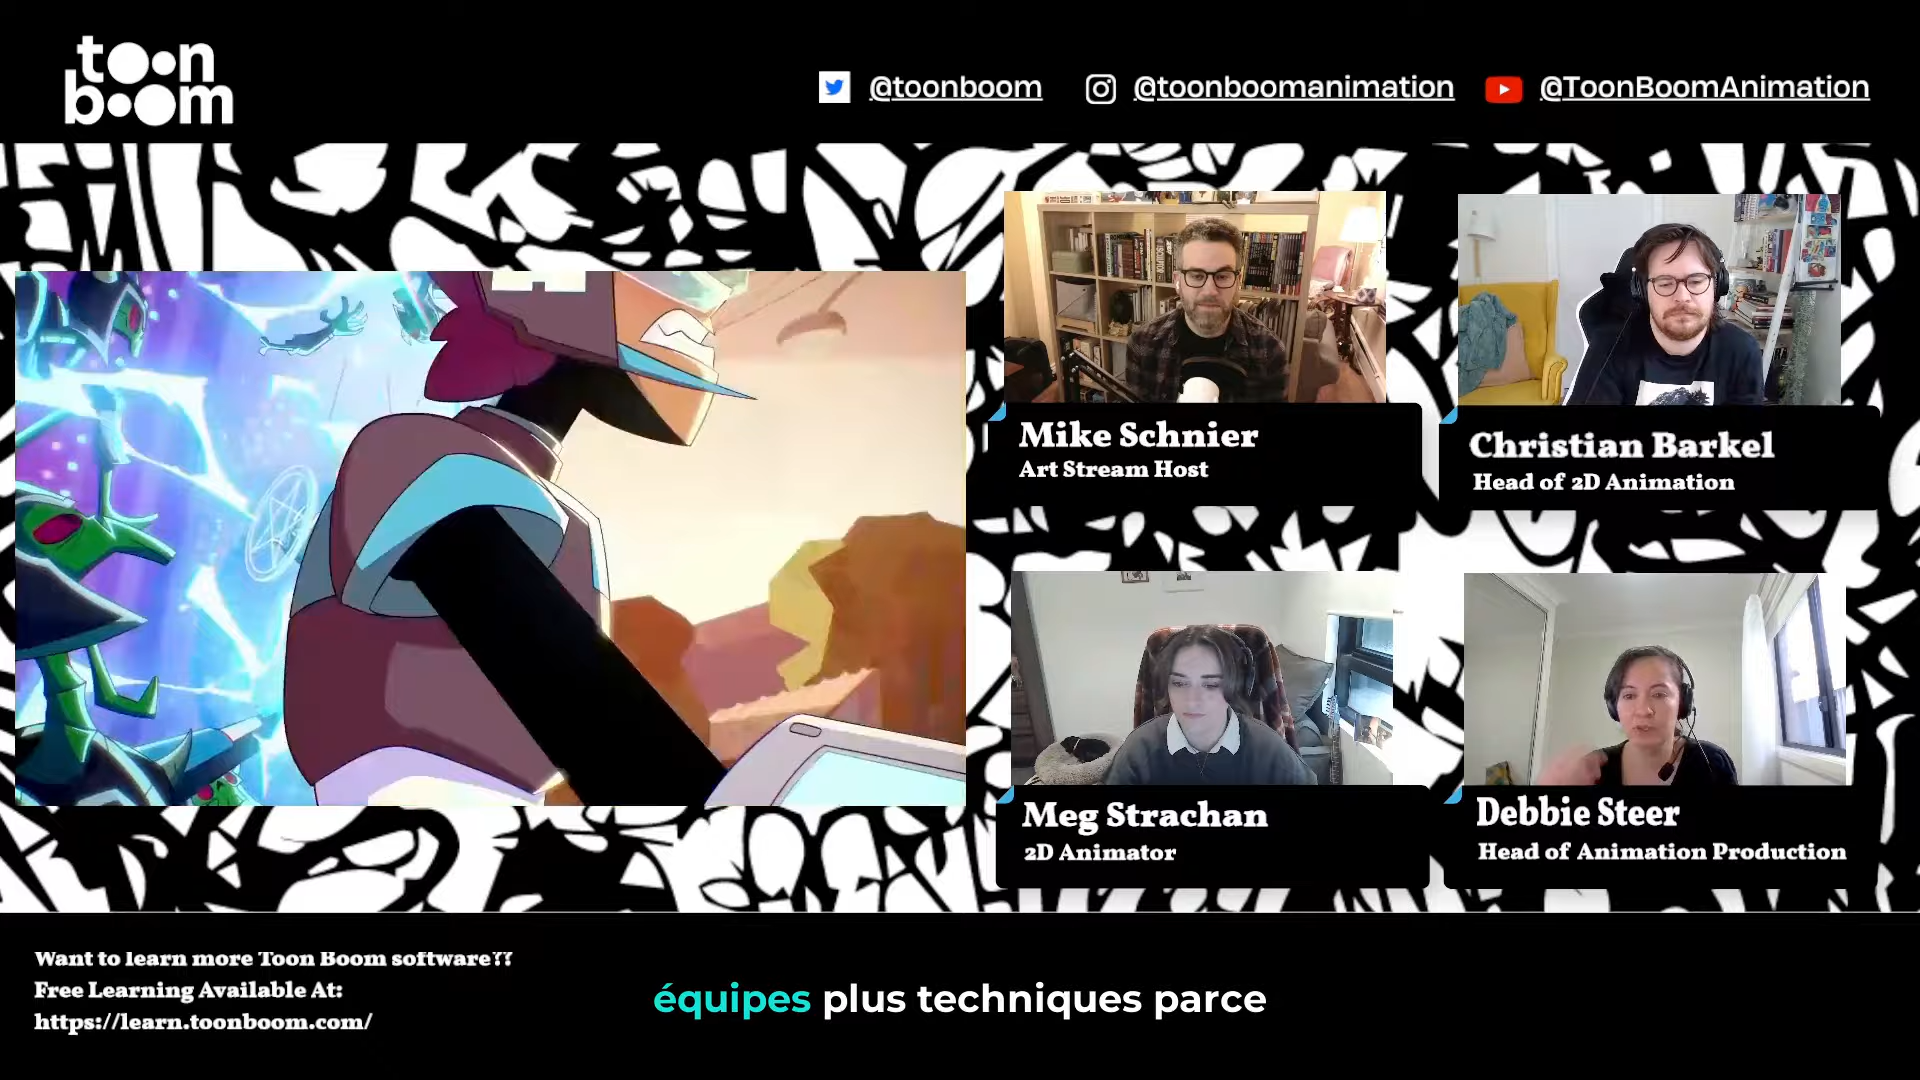 toon
boom
@toonboom
@toonboomanimation
@ToonBoomAnimation
Mike Schnier
Art Stream Host
Christian Barkel
Head of 2D Animation
Meg Strachan
2D Animator
Debbie Steer
Head of Animation Production
Want to learn more Toon Boom software??
Free Learning Available At:
https://learn.toonboom.com/
équipes plus techniques parce